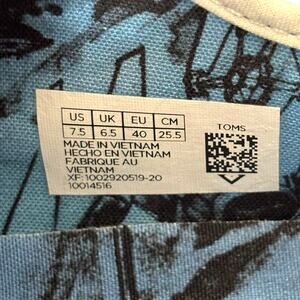 US UK EU CM
7.5 6.5 40 25.5
TOMS
MADE IN VIETNAM
HECHO EN VIETNAM
FABRIQUE AU
VIETNAM
XF: 1002920519-20
10014516